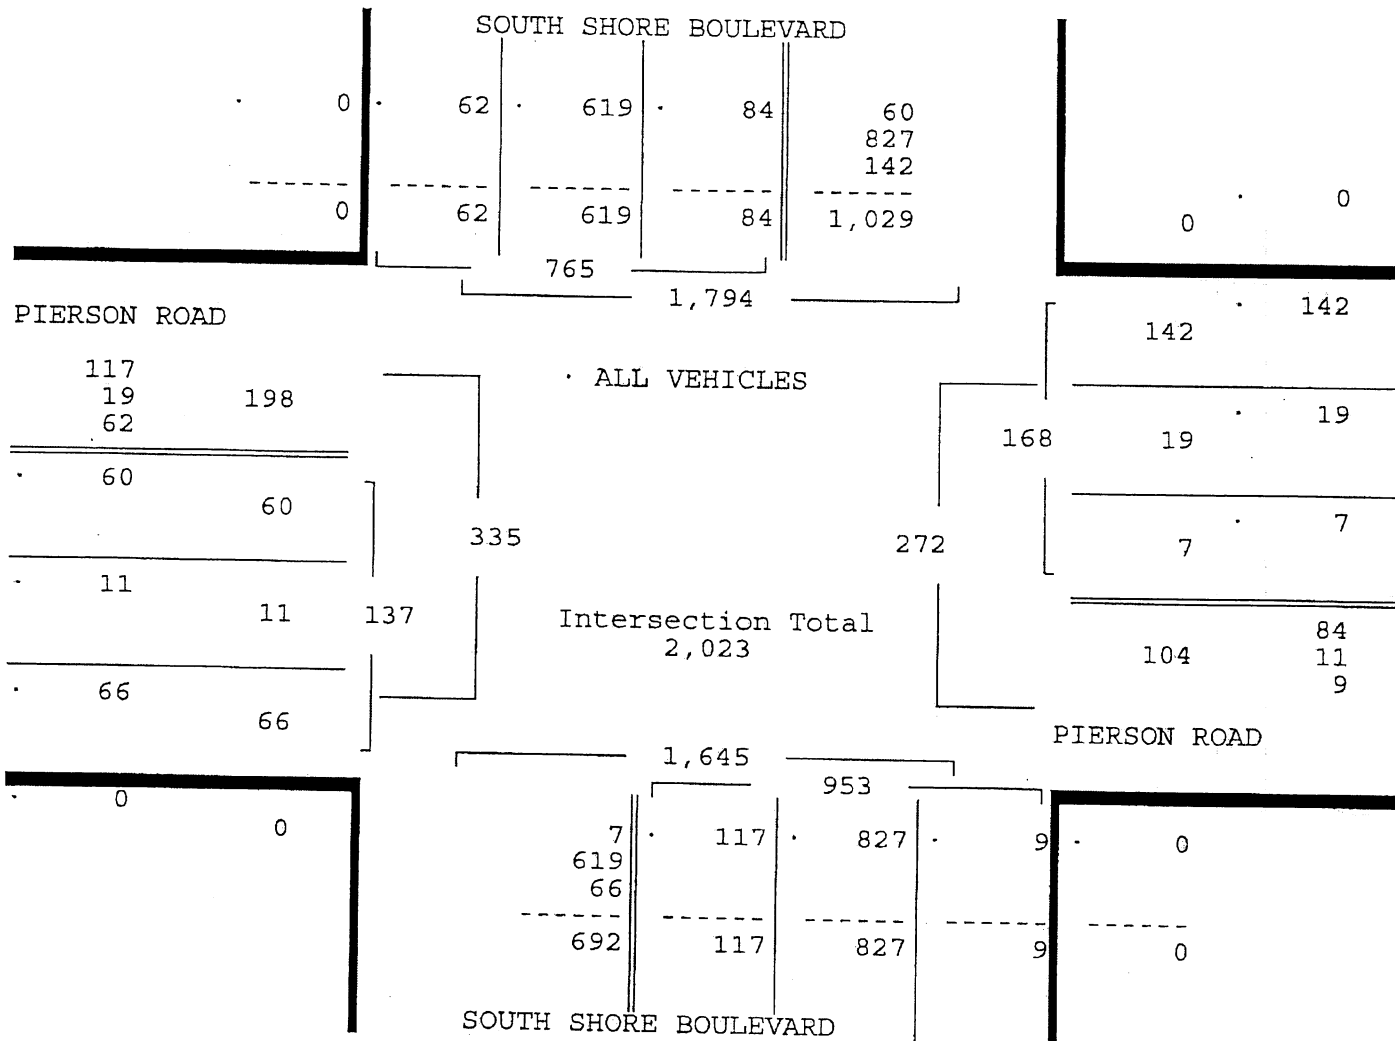 SOUTH SHORE BOULEVARD
0 62 619 84 60
827
142
------ ------ ------ ------ ------
0 62 619 84 1,029
0 0
765
1,794
PIERSON ROAD
142 142
117
19 198
62
ALL VEHICLES
168 19 19
60
60
335
272
7 7
11
11 137
Intersection Total
2,023
84
104 11
9
66
66
PIERSON ROAD
1,645
953
0
0
7 117 827 9 0
619
66
------ ------ ------ ------ ------
692 117 827 9 0
SOUTH SHORE BOULEVARD